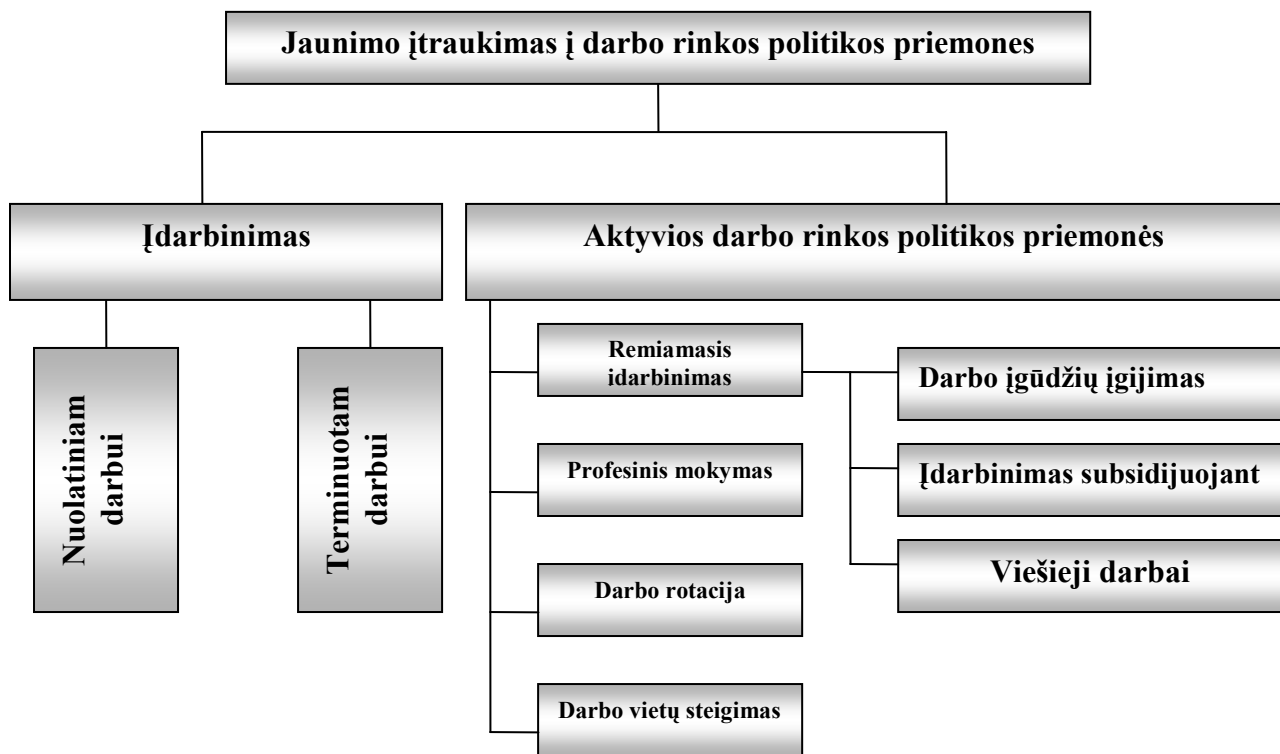 Jaunimo įtraukimas į darbo rinkos politikos priemones
Įdarbinimas
Aktyvios darbo rinkos politikos priemonės
Nuolatiniam
darbui
Terminuotam
darbui
Remiamasis
įdarbinimas
Profesinis mokymas
Darbo rotacija
Darbo vietų steigimas
Darbo įgūdžių įgijimas
Įdarbinimas subsidijuojant
Viešieji darbai